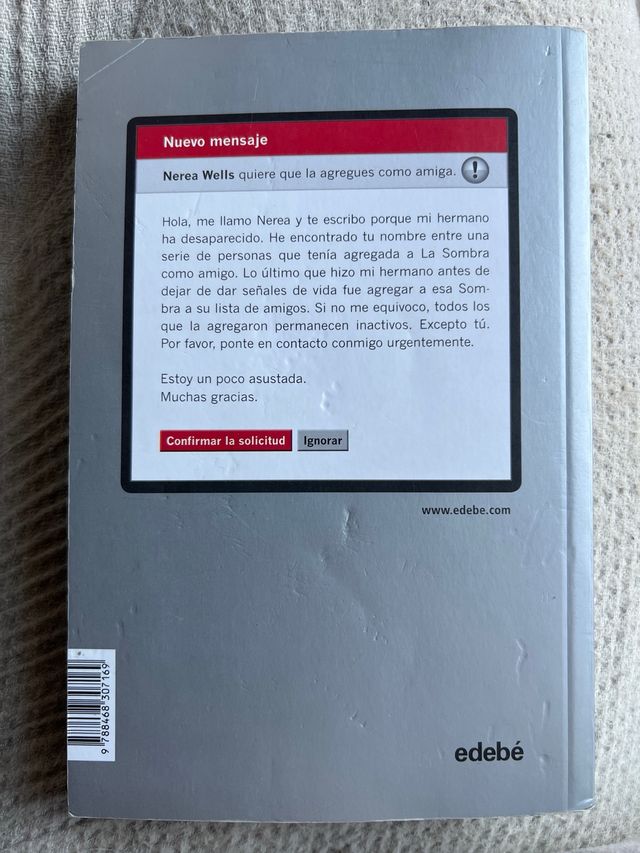 Nuevo mensaje
Nerea Wells quiere que la agregues como amiga. !
Hola, me llamo Nerea y te escribo porque mi hermano
ha desaparecido. He encontrado tu nombre entre una
serie de personas que tenía agregada a La Sombra
como amigo. Lo último que hizo mi hermano antes de
dejar de dar señales de vida fue agregar a esa Som-
bra a su lista de amigos. Si no me equivoco, todos los
que la agregaron permanecen inactivos. Excepto tú.
Por favor, ponte en contacto conmigo urgentemente.
Estoy un poco asustada.
Muchas gracias.
Confirmar la solicitud Ignorar
www.edebe.com
9 788468 307169
edebé